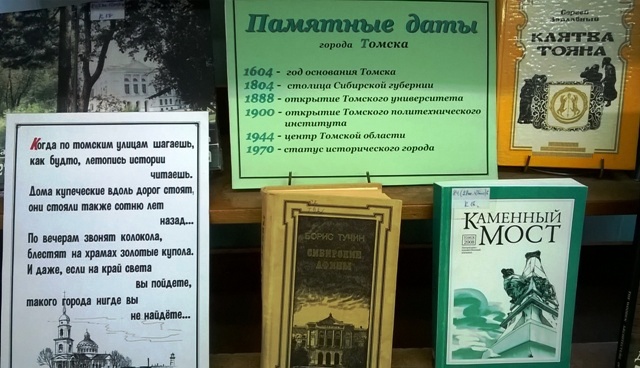 Памятные даты
города Томска
1604 - год основания Томска
1804 - столица Сибирской губернии
1888 - открытие Томского университета
1900 - открытие Томского политехнического
института
1944 - центр Томской области
1970 - статус исторического города
КЛЯТВА
ТОЯНА
Когда по томским улицам шагаешь,
как будто, летопись истории
читаешь.
Дома купеческие вдоль дорог стоят,
они стояли также сотню лет
назад...
По вечерам звонят колокола,
блестят на храмах золотые купола.
И даже, если на край света
вы пойдете,
такого города нигде вы
не найдёте...
БОРИС ТУЧИН
СИБИРСКИЕ
АФИНЫ
КАМЕННЫЙ
МОСТ